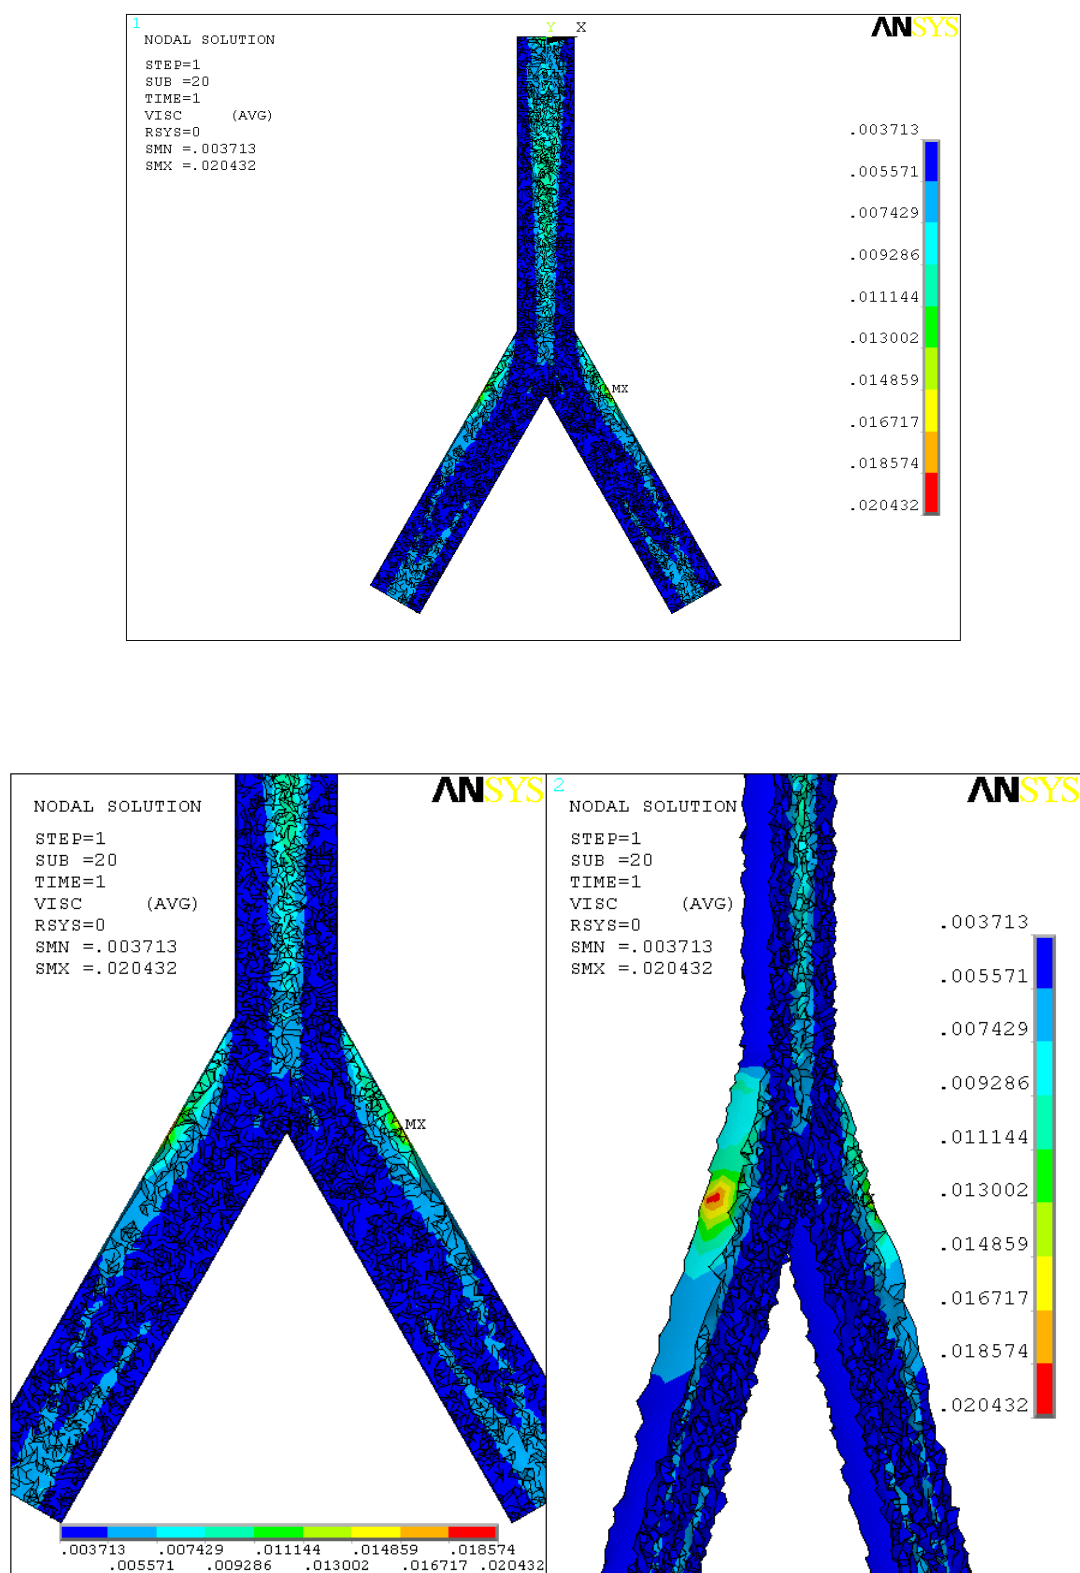 1
NODAL SOLUTION
STEP=1
SUB =20
TIME=1
VISC (AVG)
RSYS=0
SMN =.003713
SMX =.020432
Y X
ANSYS
MX
.003713
.005571
.007429
.009286
.011144
.013002
.014859
.016717
.018574
.020432
ANSYS
NODAL SOLUTION
STEP=1
SUB =20
TIME=1
VISC (AVG)
RSYS=0
SMN =.003713
SMX =.020432
MX
.003713 .007429 .011144 .014859 .018574
.005571 .009286 .013002 .016717 .020432
2
ANSYS
NODAL SOLUTION
STEP=1
SUB =20
TIME=1
VISC (AVG)
RSYS=0
SMN =.003713
SMX =.020432
.003713
.005571
.007429
.009286
.011144
.013002
.014859
.016717
.018574
.020432